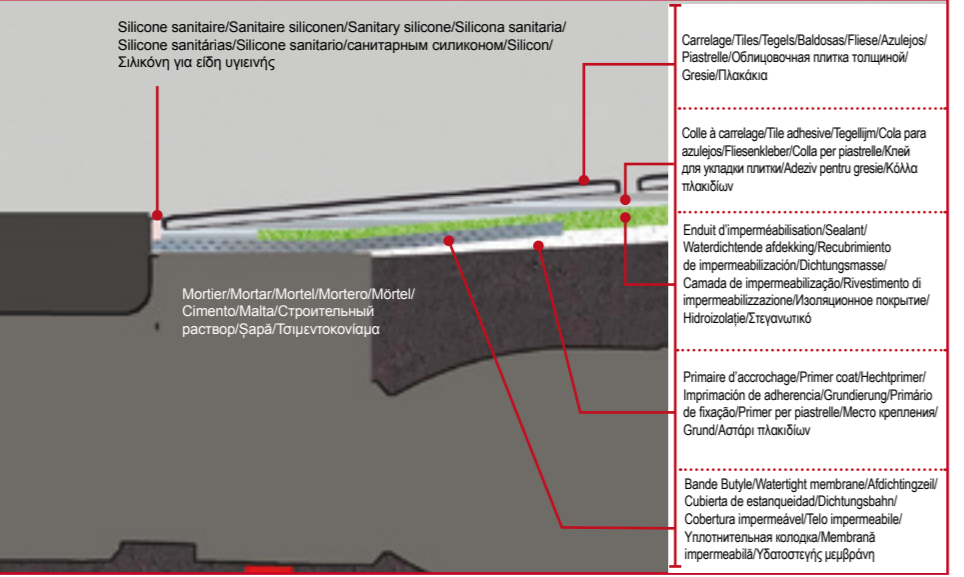 Silicone sanitaire/Sanitaire siliconen/Sanitary silicone/Silicona sanitaria/
Silicone sanitárias/Silicone sanitario/санитарным силиконом/Silicon/
Σιλικόνη για είδη υγιεινής
Mortier/Mortar/Mortel/Mortero/Mörtel/
Cimento/Malta/Строительный
раствор/Șapă/Τσιμεντοκονίαμα
Carrelage/Tiles/Tegels/Baldosas/Fliese/Azulejos/
Piastrelle/Облицовочная плитка толщиной/
Gresie/Πλακάκια
Colle à carrelage/Tile adhesive/Tegellijm/Cola para
azulejos/Fliesenkleber/Colla per piastrelle/Клей
для укладки плитки/Adeziv pentru gresie/Κόλλα
πλακιδίων
Enduit d'imperméabilisation/Sealant/
Waterdichtende afdekking/Recubrimiento
de impermeabilización/Dichtungsmasse/
Camada de impermeabilização/Rivestimento di
impermeabilizzazione/Изоляционное покрытие/
Hidroizolație/Στεγανωτικό
Primaire d'accrochage/Primer coat/Hechtprimer/
Imprimación de adherencia/Grundierung/Primário
de fixação/Primer per piastrelle/Место крепления/
Grund/Αστάρι πλακιδίων
Bande Butyle/Watertight membrane/Afdichtingzeil/
Cubierta de estanqueidad/Dichtungsbahn/
Cobertura impermeável/Telo impermeabile/
Уплотнительная колодка/Membrană
impermeabilă/Υδατοστεγής μεμβράνη